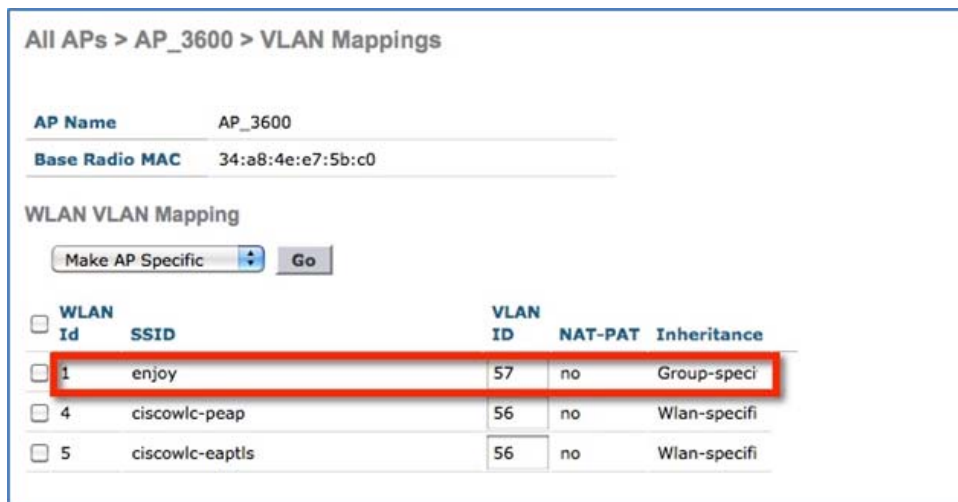 All APs > AP_3600 > VLAN Mappings
AP Name AP_3600
Base Radio MAC 34:a8:4e:e7:5b:c0
WLAN VLAN Mapping
Make AP Specific Go
WLAN Id SSID VLAN ID NAT-PAT Inheritance
1 enjoy 57 no Group-speci
4 ciscowlc-peap 56 no Wlan-specifi
5 ciscowlc-eaptls 56 no Wlan-specifi